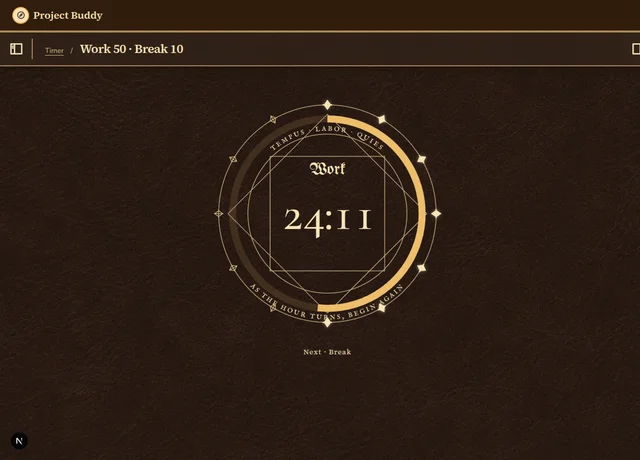 Project Buddy
Timer / Work 50 · Break 10
TEMPUS · LABOR · QUIES
Work
24:11
AS THE HOUR TURNS, BEGIN AGAIN
Next · Break
N